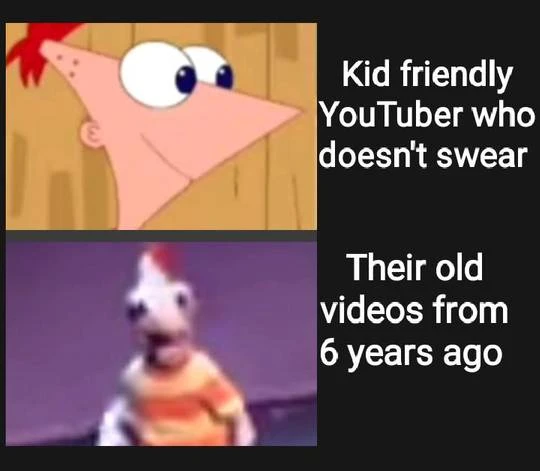 Kid friendly
YouTuber who
doesn't swear
Their old
videos from
6 years ago